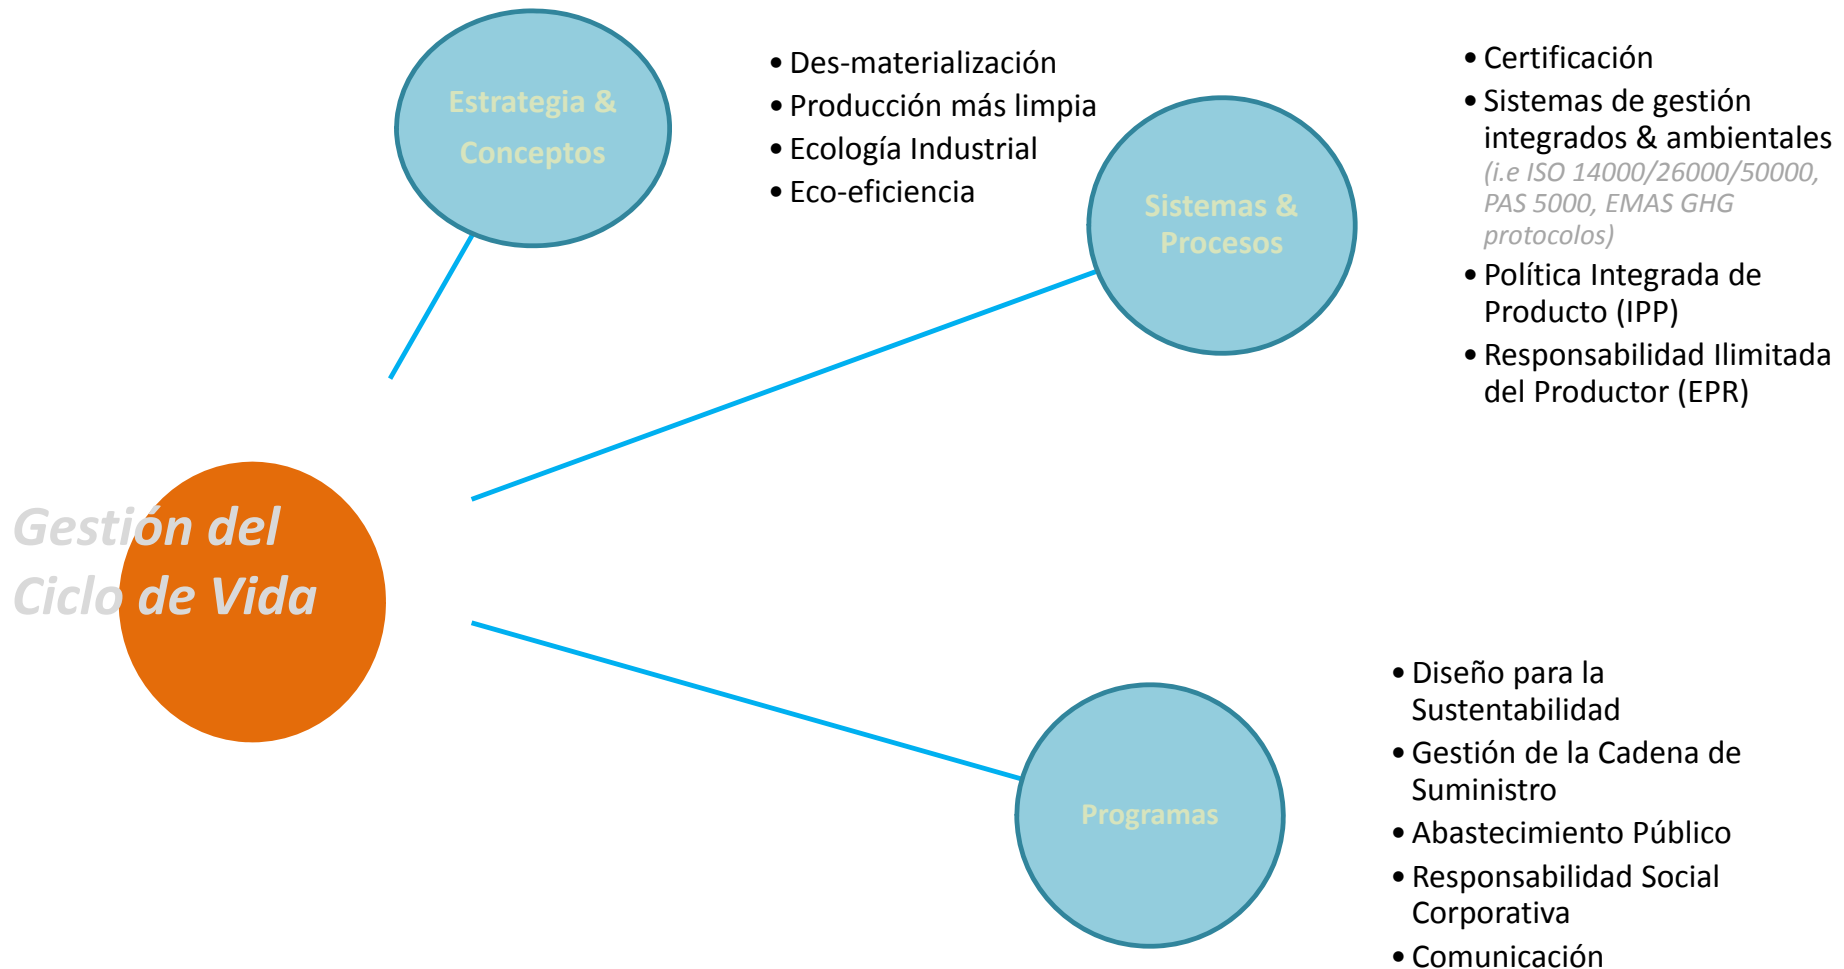 Estrategia &
Conceptos
• Des-materialización
• Producción más limpia
• Ecología Industrial
• Eco-eficiencia
Sistemas &
Procesos
• Certificación
• Sistemas de gestión
integrados & ambientales
(i.e ISO 14000/26000/50000,
PAS 5000, EMAS GHG
protocolos)
• Política Integrada de
Producto (IPP)
• Responsabilidad Ilimitada
del Productor (EPR)
Gestión del
Ciclo de Vida
Programas
• Diseño para la
Sustentabilidad
• Gestión de la Cadena de
Suministro
• Abastecimiento Público
• Responsabilidad Social
Corporativa
• Comunicación